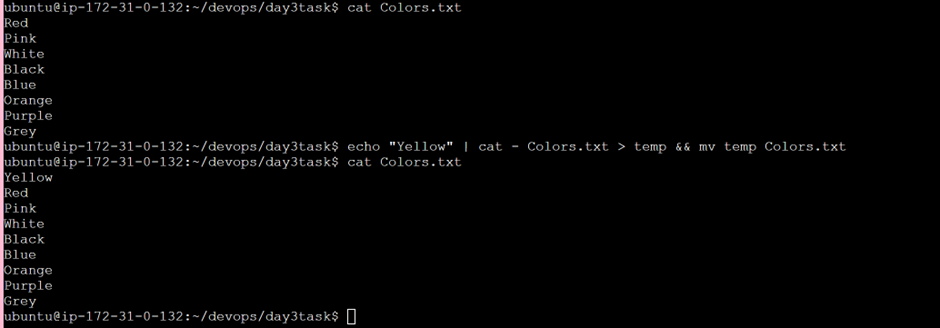 ubuntu@ip-172-31-0-132:~/devops/day3task$ cat Colors.txt
Red
Pink
White
Black
Blue
Orange
Purple
Grey
ubuntu@ip-172-31-0-132:~/devops/day3task$ echo "Yellow" | cat - Colors.txt > temp && mv temp Colors.txt
ubuntu@ip-172-31-0-132:~/devops/day3task$ cat Colors.txt
Yellow
Red
Pink
White
Black
Blue
Orange
Purple
Grey
ubuntu@ip-172-31-0-132:~/devops/day3task$